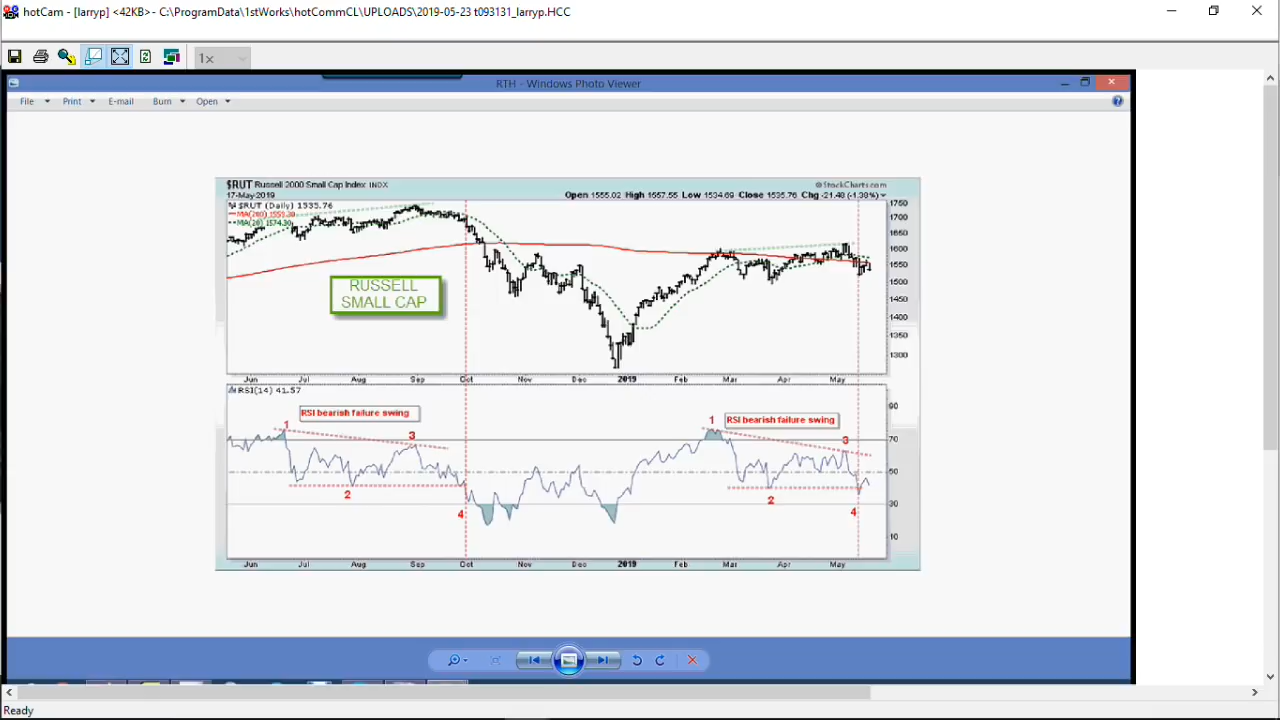 hotCam - [larryp] <42KB> - C:\ProgramData\1stWorks\hotCommCL\UPLOADS\2019-05-23 t093131_larryp.HCC
1x
RTH - Windows Photo Viewer
File Print E-mail Burn Open
$RUT Russell 2000 Small Cap Index INDX
© StockCharts.com
17-May-2019
Open 1555.02 High 1557.55 Low 1534.69 Close 1535.76 Chg -21.48 (-1.38%)
$RUT (Daily) 1535.76
MA(20) 1574.30
1750
1700
1650
1600
1550
1500
1450
1400
1350
1300
RUSSELL
SMALL CAP
Jun Jul Aug Sep Oct Nov Dec 2019 Feb Mar Apr May
RSI(14) 41.57
RSI bearish failure swing
RSI bearish failure swing
1
3
2
4
1
3
2
4
90
70
50
30
10
Jun Jul Aug Sep Oct Nov Dec 2019 Feb Mar Apr May
Ready